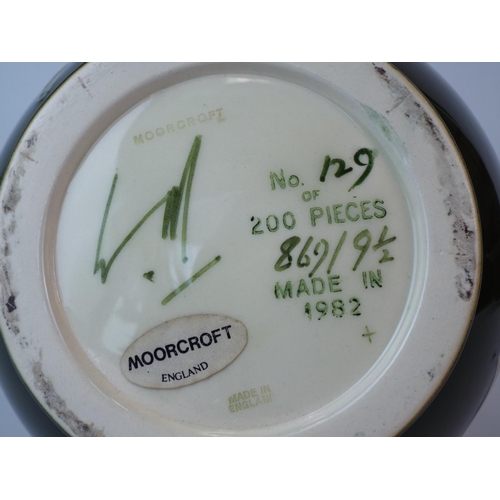 MOORCROFT
No. 129
OF
200 PIECES
869/9½
MADE IN
1982
MOORCROFT
ENGLAND
MADE IN
ENGLAND